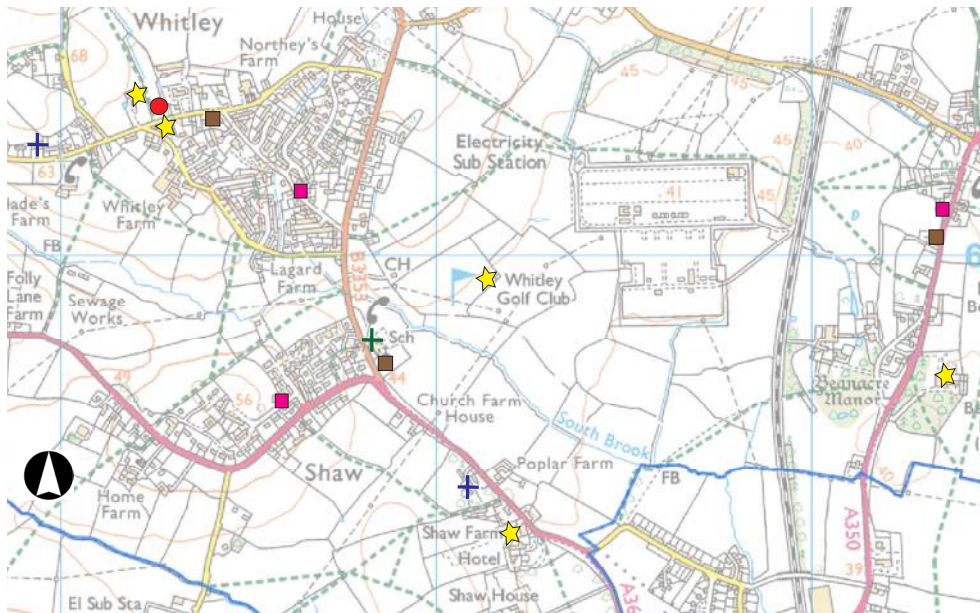 Whitley
House
Northey's
Farm
68
45
45
45
40
Electricity
Sub Station
41
45
63
Whitley
Farm
lade's
Farm
FB
CH
B3353
Lagard
Farm
Whitley
Golf Club
6
Folly
Lane
Farm
Sewage
Works
Sch
49
56
44
Church Farm
House
Beanacre
Manor
B
South Brook
Shaw
Poplar Farm
FB
40
Home
Farm
Shaw Farm
Hotel
A350
39
El Sub Sta
Shaw House
A36